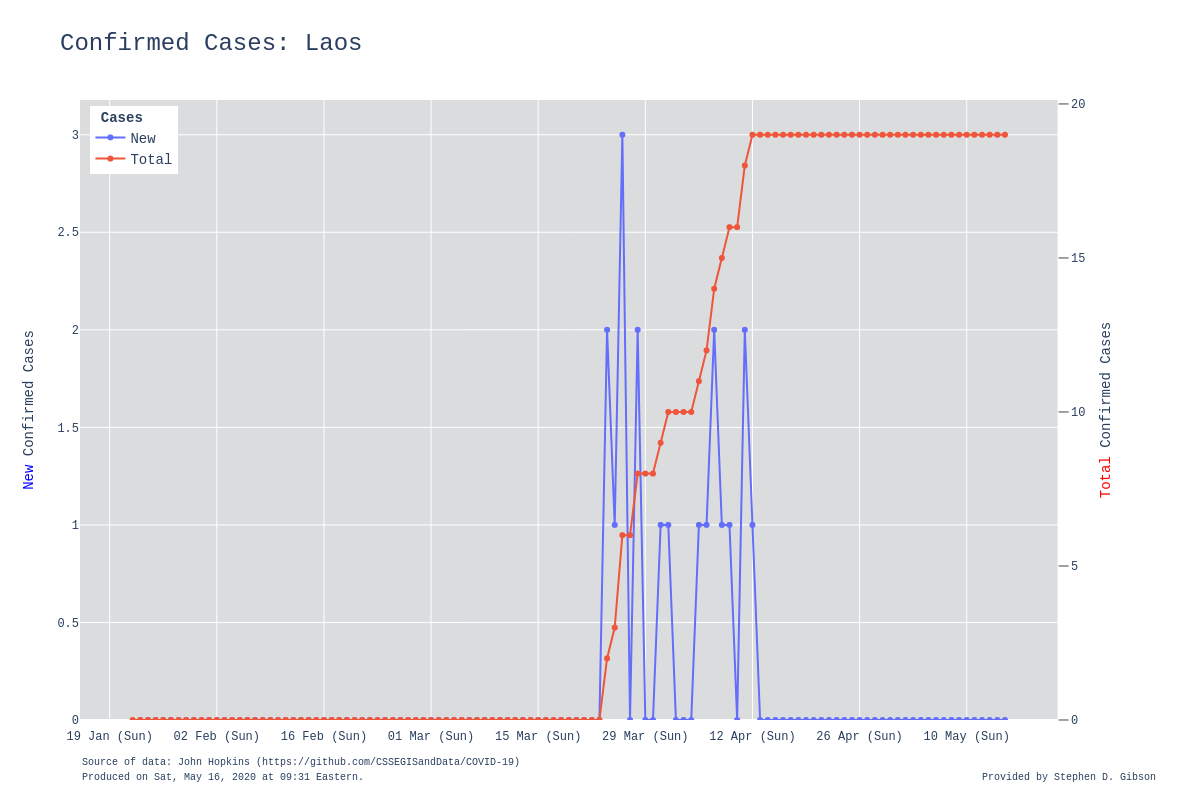 Confirmed Cases: Laos
Cases
New
Total
3
2.5
2
1.5
1
0.5
0
New Confirmed Cases
20
15
10
5
0
Total Confirmed Cases
19 Jan (Sun) 02 Feb (Sun) 16 Feb (Sun) 01 Mar (Sun) 15 Mar (Sun) 29 Mar (Sun) 12 Apr (Sun) 26 Apr (Sun) 10 May (Sun)
Source of data: John Hopkins (https://github.com/CSSEGISandData/COVID-19)
Produced on Sat, May 16, 2020 at 09:31 Eastern.
Provided by Stephen D. Gibson